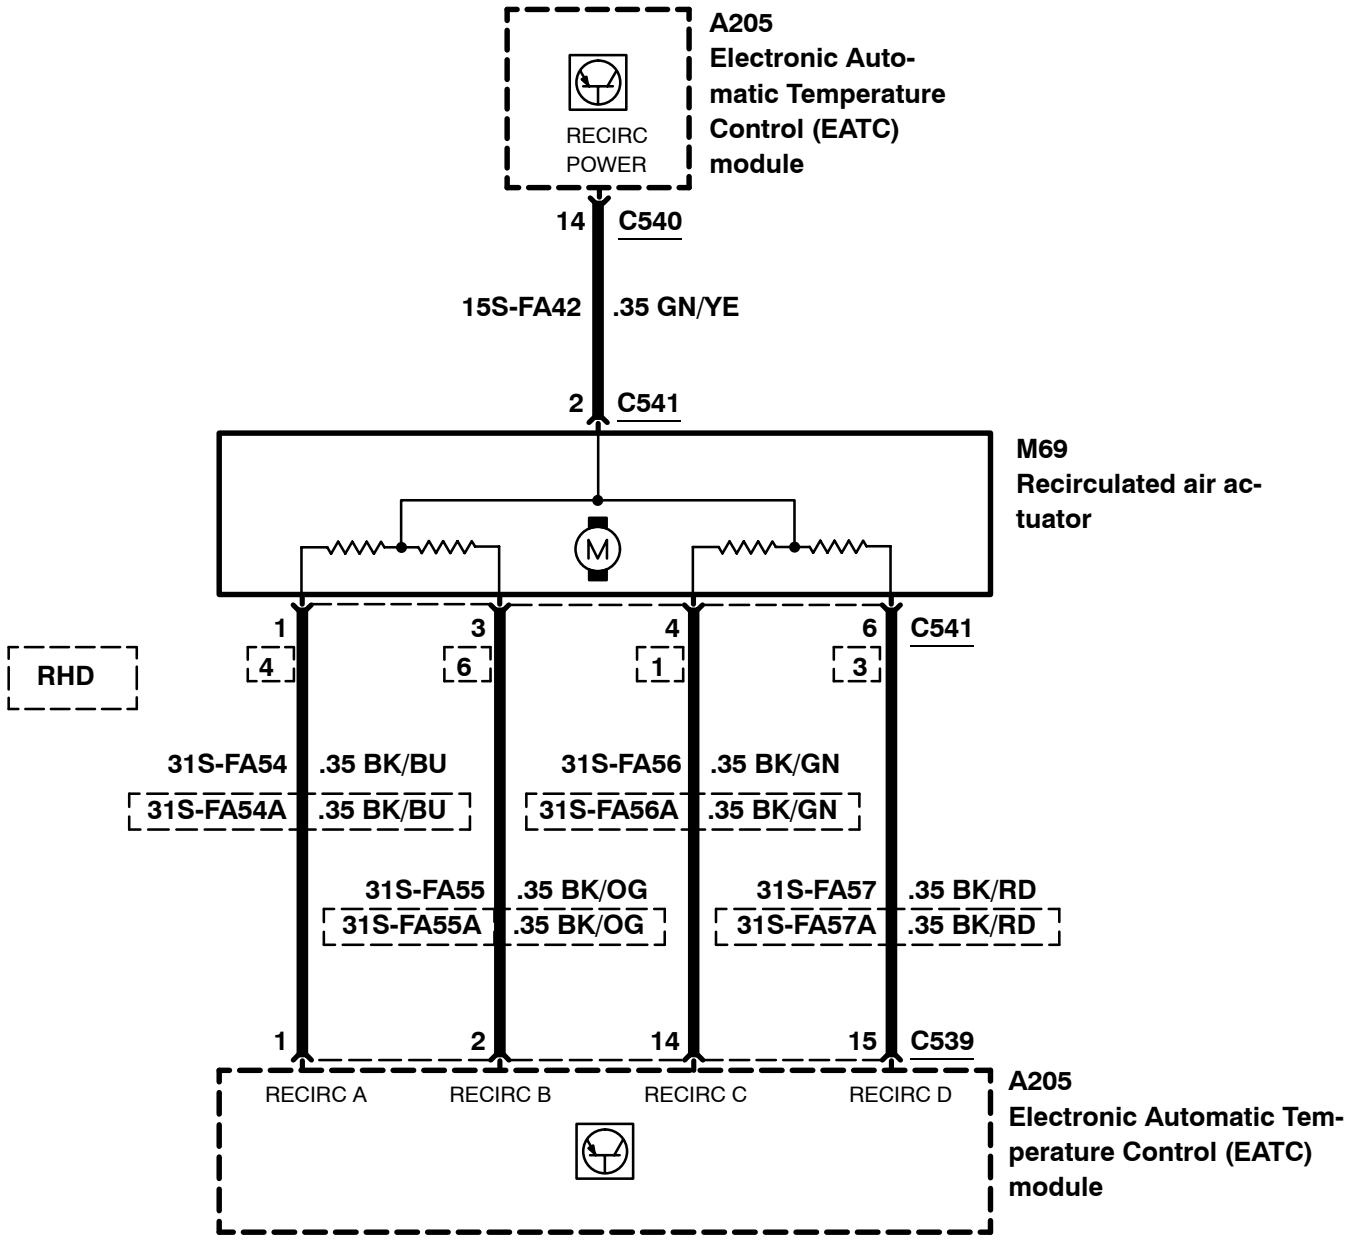 A205
Electronic Auto-
matic Temperature
Control (EATC)
module
RECIRC
POWER
14 C540
15S-FA42 .35 GN/YE
2 C541
M69
Recirculated air ac-
tuator
M
1 3 4 6 C541
RHD 4 6 1 3
31S-FA54 .35 BK/BU 31S-FA56 .35 BK/GN
31S-FA54A .35 BK/BU 31S-FA56A .35 BK/GN
31S-FA55 .35 BK/OG 31S-FA57 .35 BK/RD
31S-FA55A .35 BK/OG 31S-FA57A .35 BK/RD
1 2 14 15 C539
RECIRC A RECIRC B RECIRC C RECIRC D
A205
Electronic Automatic Tem-
perature Control (EATC)
module